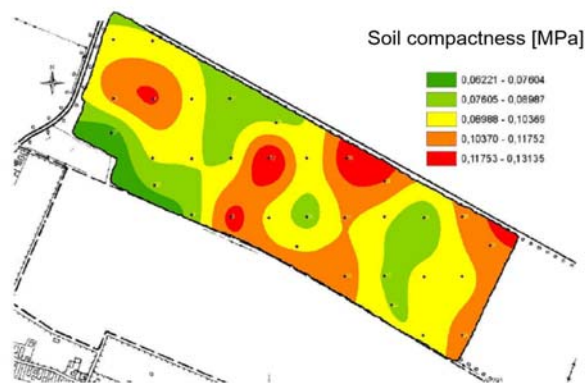 Soil compactness [MPa]
0,06221 - 0,07604
0,07605 - 0,08987
0,08988 - 0,10369
0,10370 - 0,11752
0,11753 - 0,13135